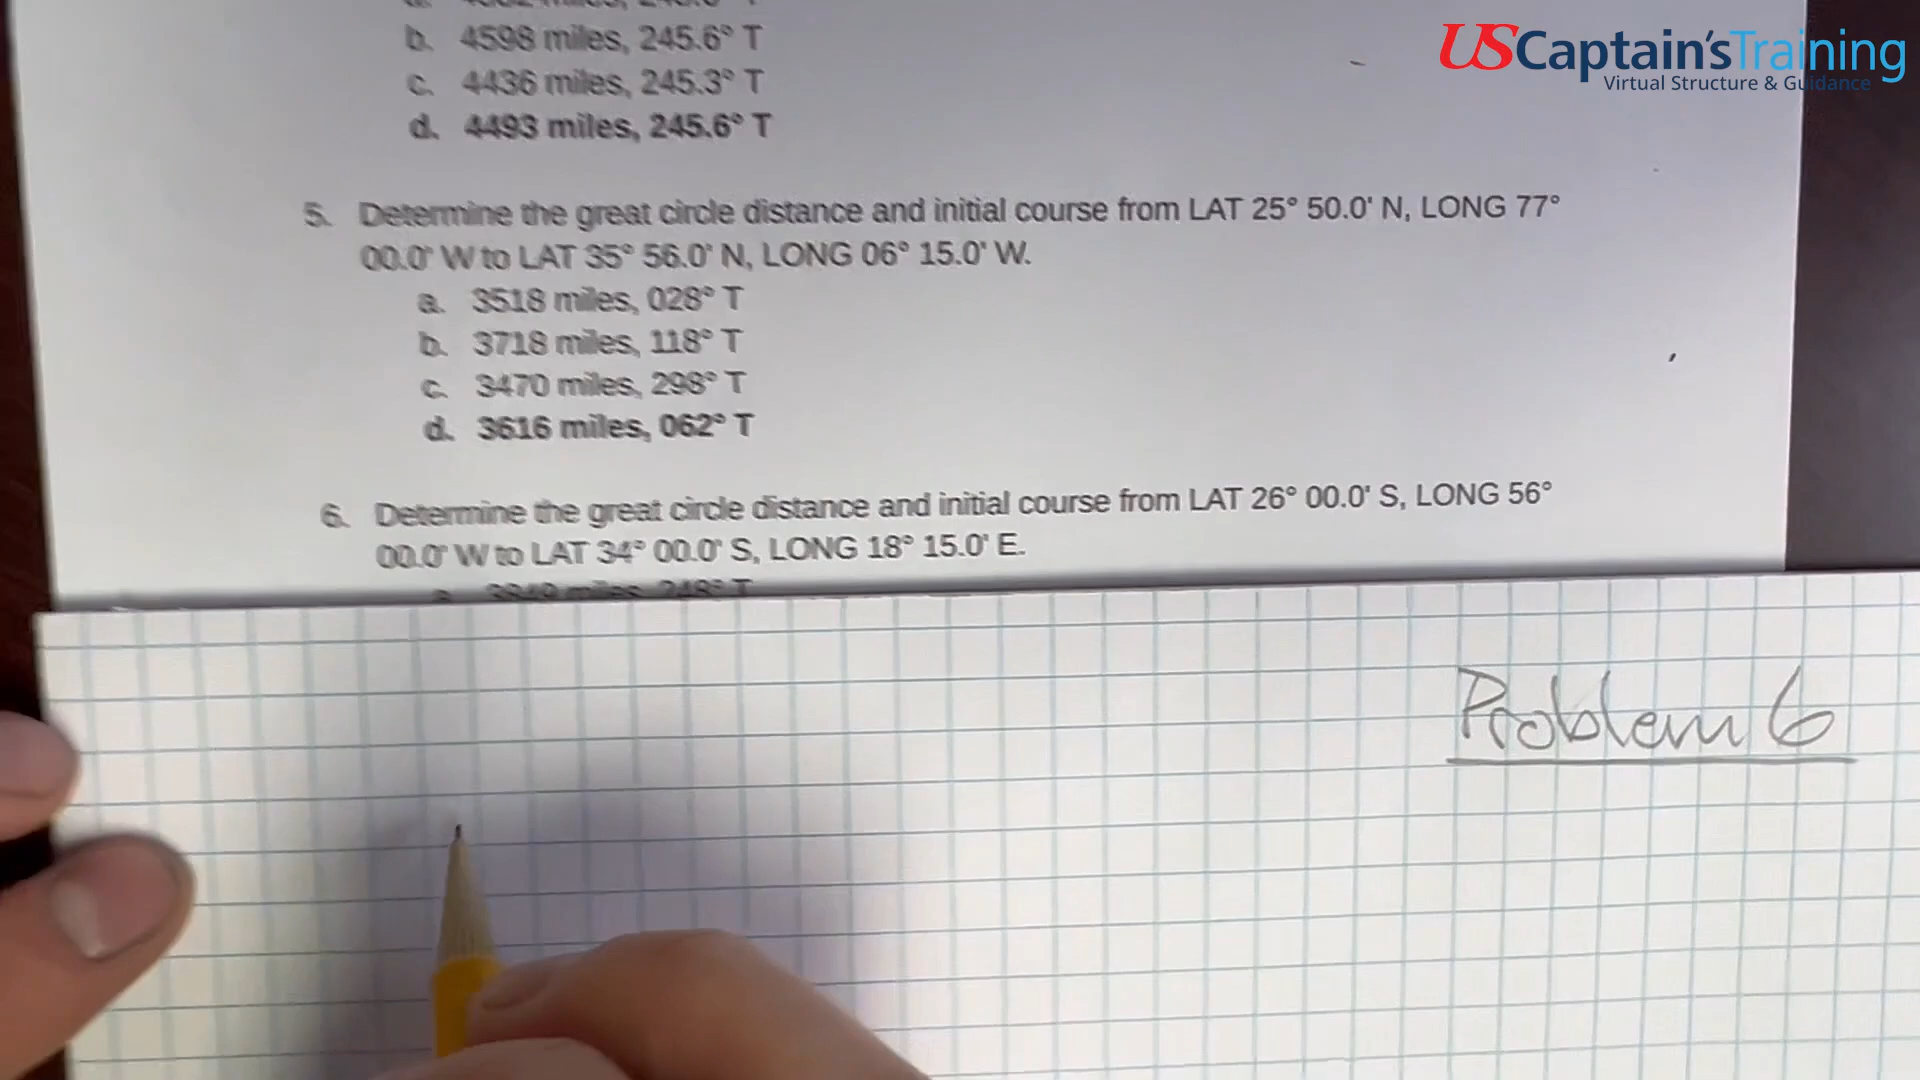 USCaptain'sTraining
Virtual Structure & Guidance
b. 4598 miles, 245.6° T
c. 4436 miles, 245.3° T
d. 4493 miles, 245.6° T
5. Determine the great circle distance and initial course from LAT 25° 50.0' N, LONG 77°
00.0' W to LAT 35° 56.0' N, LONG 06° 15.0' W.
a. 3518 miles, 028° T
b. 3718 miles, 118° T
c. 3470 miles, 298° T
d. 3616 miles, 062° T
6. Determine the great circle distance and initial course from LAT 26° 00.0' S, LONG 56°
00.0' W to LAT 34° 00.0' S, LONG 18° 15.0' E.
a. miles, T
Problem 6